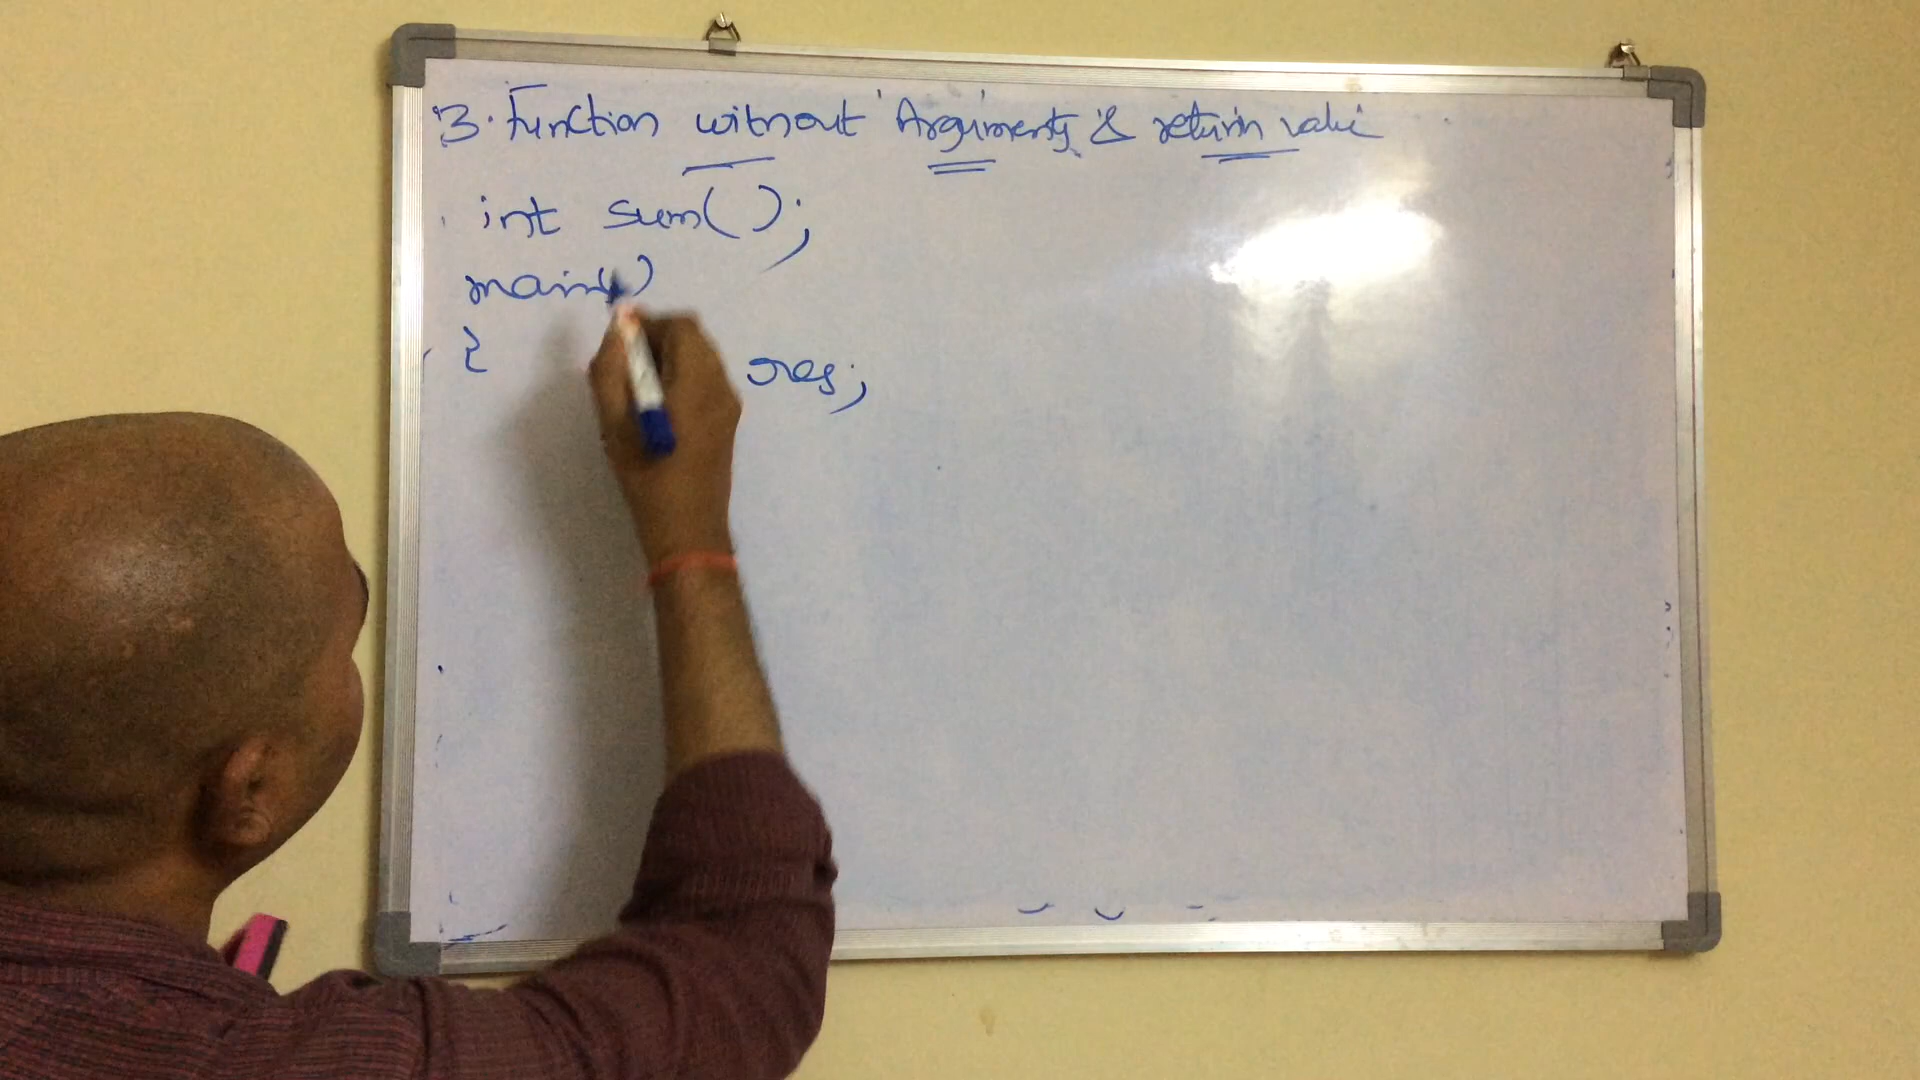 3. Function without Arguments & return value
int sum();
main()
{ res;